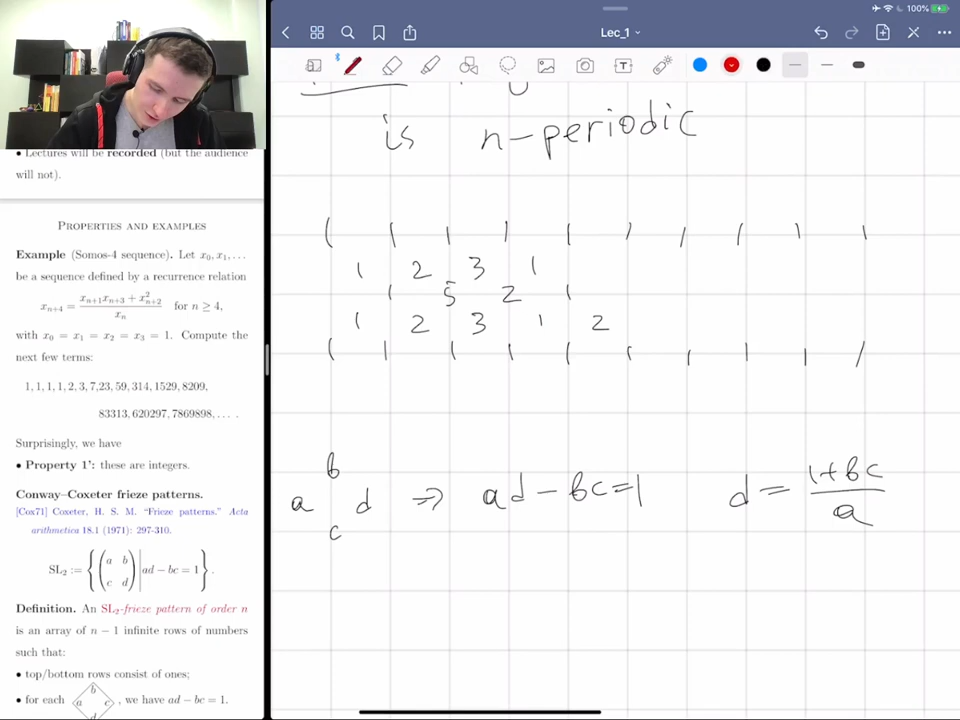 • Lectures will be recorded (but the audience
will not).
PROPERTIES AND EXAMPLES
Example (Somos-4 sequence). Let x₀, x₁, . . .
be a sequence defined by a recurrence relation
xₙ₊₄ = (xₙ₊₁xₙ₊₃ + x²ₙ₊₂) / xₙ for n ≥ 4,
with x₀ = x₁ = x₂ = x₃ = 1. Compute the
next few terms:
1, 1, 1, 1, 2, 3, 7, 23, 59, 314, 1529, 8209,
83313, 620297, 7869898, . . . .
Surprisingly, we have
• Property 1': these are integers.
Conway–Coxeter frieze patterns.
[Cox71] Coxeter, H. S. M. "Frieze patterns." Acta
arithmetica 18.1 (1971): 297-310.
SL₂ := { ( a b
c d ) | ad − bc = 1 } .
Definition. An SL₂-frieze pattern of order n
is an array of n − 1 infinite rows of numbers
such that:
• top/bottom rows consist of ones;
b
• for each a c , we have ad − bc = 1.
d
Lec_1
100%
is n-periodic
1 1 1 1 1 1 1 1 1 1
1 2 3 1
1 5 2 1
1 2 3 1 2
1 1 1 1 1 1 1 1 1 1
b
a d ⇒ ad − bc = 1 d = (1 + bc) / a
c